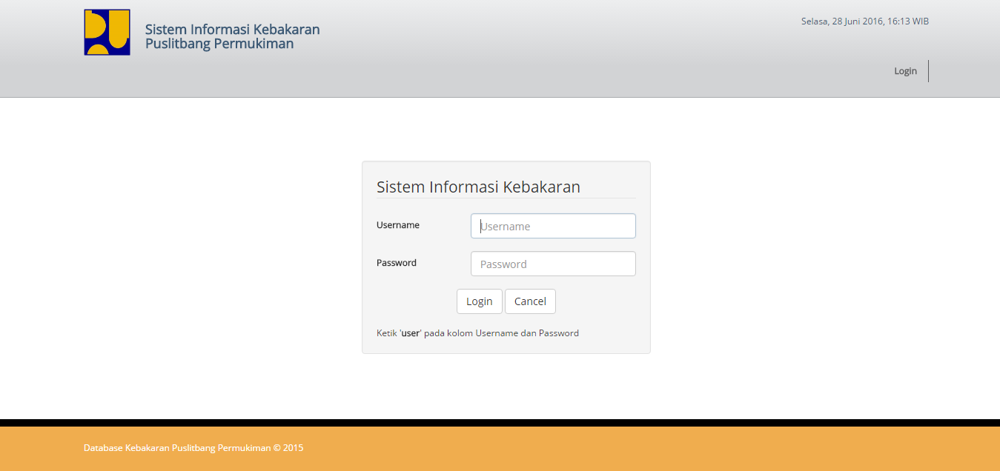 Sistem Informasi Kebakaran
Puslitbang Permukiman
Selasa, 28 Juni 2016, 16:13 WIB
Login
Sistem Informasi Kebakaran
Username
Username
Password
Password
Login
Cancel
Ketik 'user' pada kolom Username dan Password
Database Kebakaran Puslitbang Permukiman © 2015